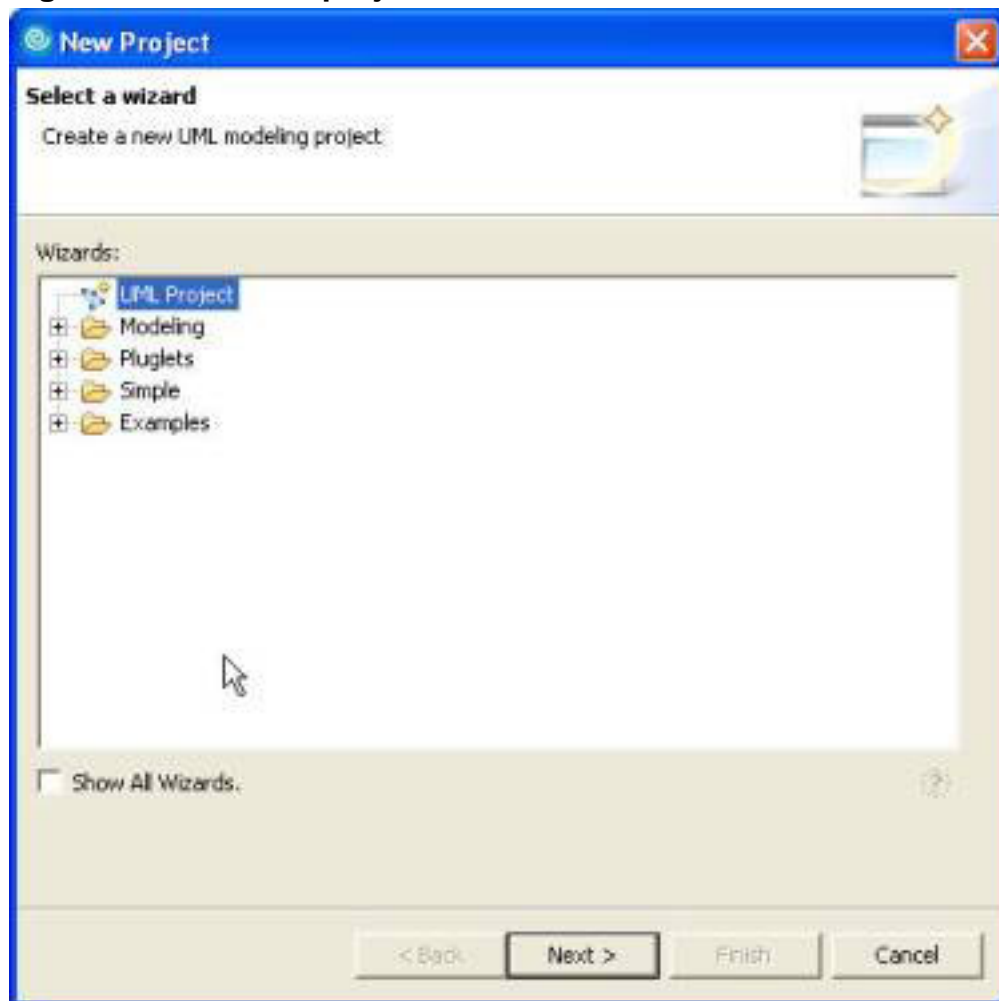 New Project
Select a wizard
Create a new UML modeling project
Wizards:
UML Project
Modeling
Pluglets
Simple
Examples
Show All Wizards.
< Back Next > Finish Cancel